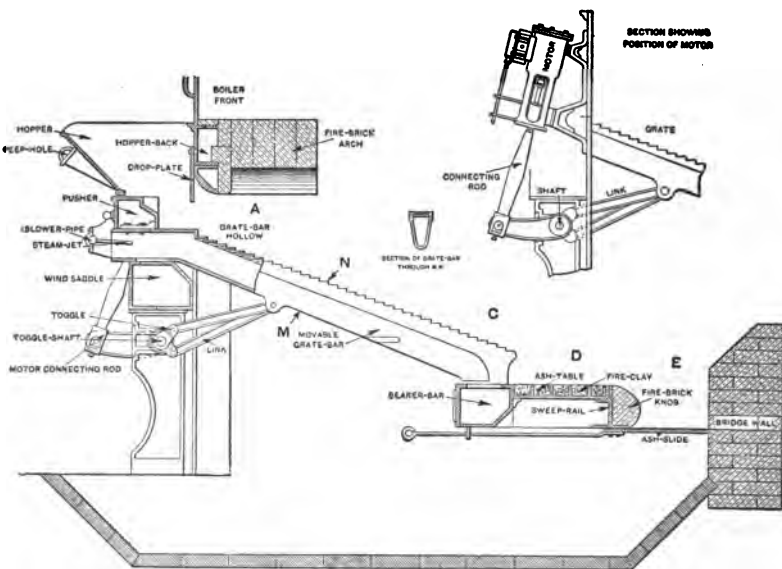 SECTION SHOWING
POSITION OF MOTOR
MOTOR
BOILER
FRONT
HOPPER
PEEP-HOLE
HOPPER-BACK
FIRE-BRICK
ARCH
DROP-PLATE
GRATE
CONNECTING
ROD
SHAFT
LINK
PUSHER
A
BLOWER-PIPE
STEAM-JET
GRATE-BAR
HOLLOW
SECTION OF GRATE-BAR
THROUGH
WIND SADDLE
N
TOGGLE
M
MOVABLE
GRATE-BAR
C
TOGGLE-SHAFT
LINK
MOTOR CONNECTING ROD
D
E
ASH-TABLE
FIRE-CLAY
BEARER-BAR
SWEEP-RAIL
FIRE-BRICK
KNOB
BRIDGE WALL
ASH-SLIDE